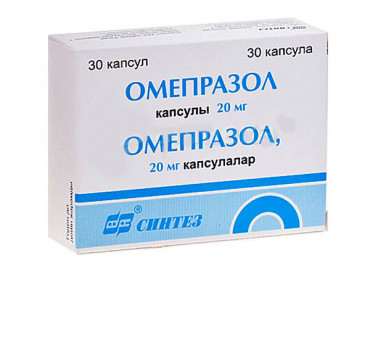 30 капсул
30 капсула
ОМЕПРАЗОЛ
капсулы 20 мг
ОМЕПРАЗОЛ,
20 мг капсулалар
® СИНТЕЗ